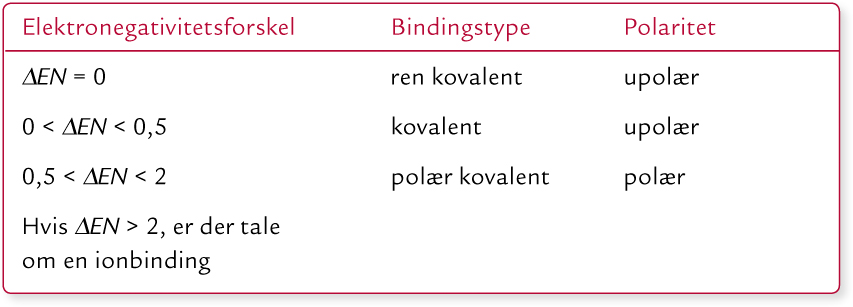 Elektronegativitetsforskel Bindingstype Polaritet
ΔEN = 0 ren kovalent upolær
0 < ΔEN < 0,5 kovalent upolær
0,5 < ΔEN < 2 polær kovalent polær
Hvis ΔEN > 2, er der tale
om en ionbinding